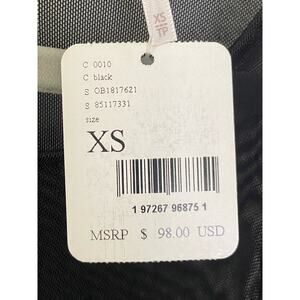 XS
TP
C 0010
C black
S OB1817621
S 85117331
size
XS
1 97267 96875 1
MSRP $ 98.00 USD